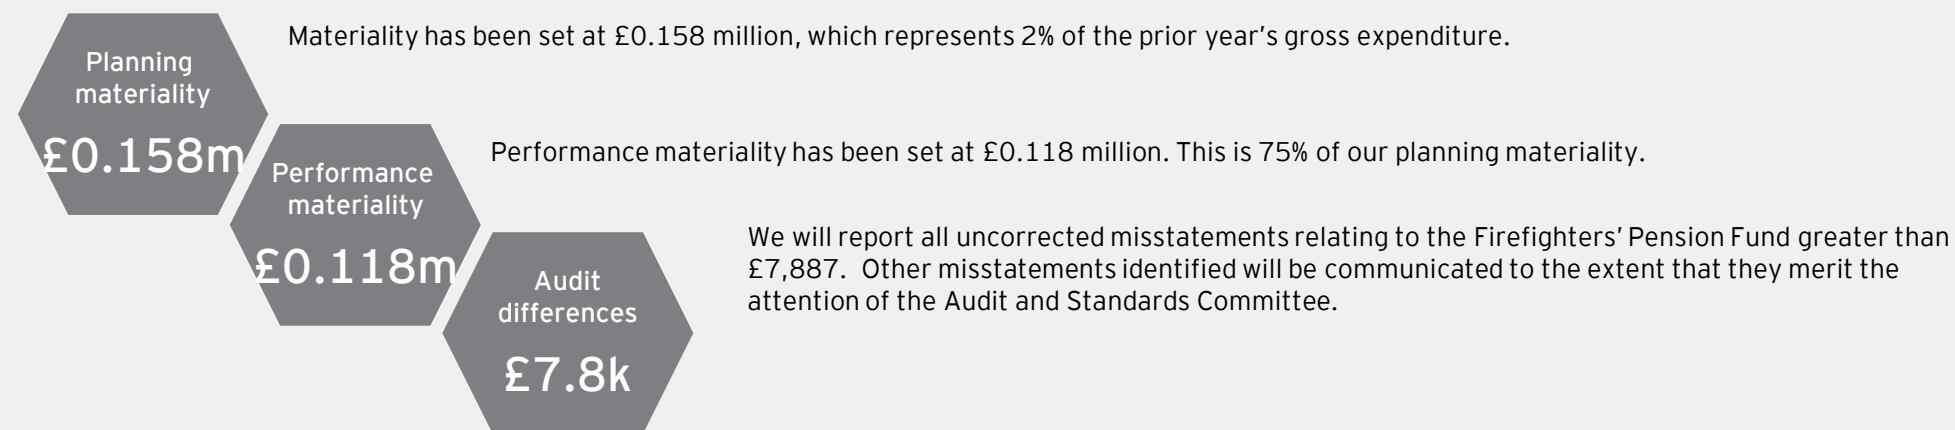 Planning
materiality
£0.158m
Materiality has been set at £0.158 million, which represents 2% of the prior year's gross expenditure.
Performance
materiality
£0.118m
Performance materiality has been set at £0.118 million. This is 75% of our planning materiality.
Audit
differences
£7.8k
We will report all uncorrected misstatements relating to the Firefighters' Pension Fund greater than
£7,887.  Other misstatements identified will be communicated to the extent that they merit the
attention of the Audit and Standards Committee.